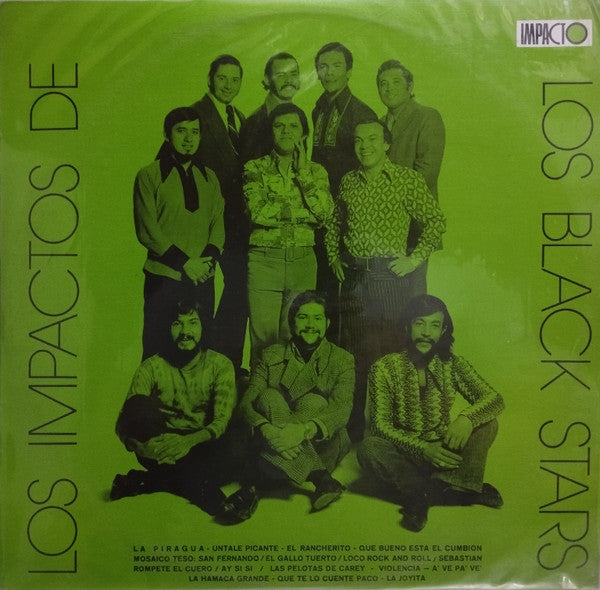 IMPACTO
LOS IMPACTOS DE
LOS BLACK STARS
LA PIRAGUA - UNTALE PICANTE - EL RANCHERITO - QUE BUENO ESTA EL CUMBION
MOSAICO TESO: SAN FERNANDO / EL GALLO TUERTO / LOCO ROCK AND ROLL / SEBASTIAN
ROMPETE EL CUERO / AY SI SI / LAS PELOTAS DE CAREY - VIOLENCIA - A' VE PA' VE'
LA HAMACA GRANDE - QUE TE LO CUENTE PACO - LA JOYITA